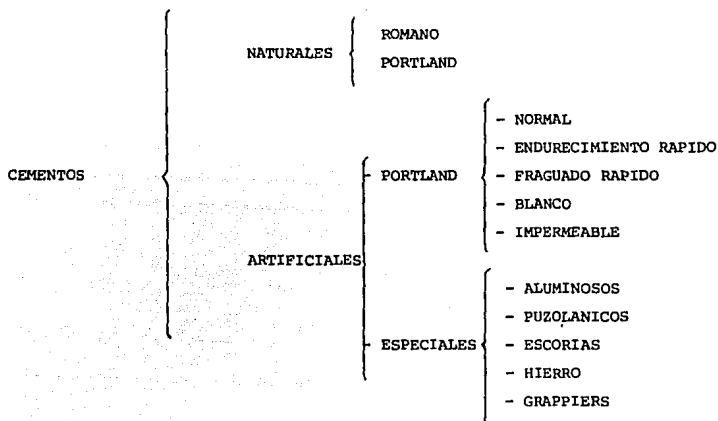 CEMENTOS
NATURALES
ROMANO
PORTLAND
ARTIFICIALES
- PORTLAND
- NORMAL
- ENDURECIMIENTO RAPIDO
- FRAGUADO RAPIDO
- BLANCO
- IMPERMEABLE
- ESPECIALES
- ALUMINOSOS
- PUZOLANICOS
- ESCORIAS
- HIERRO
- GRAPPIERS